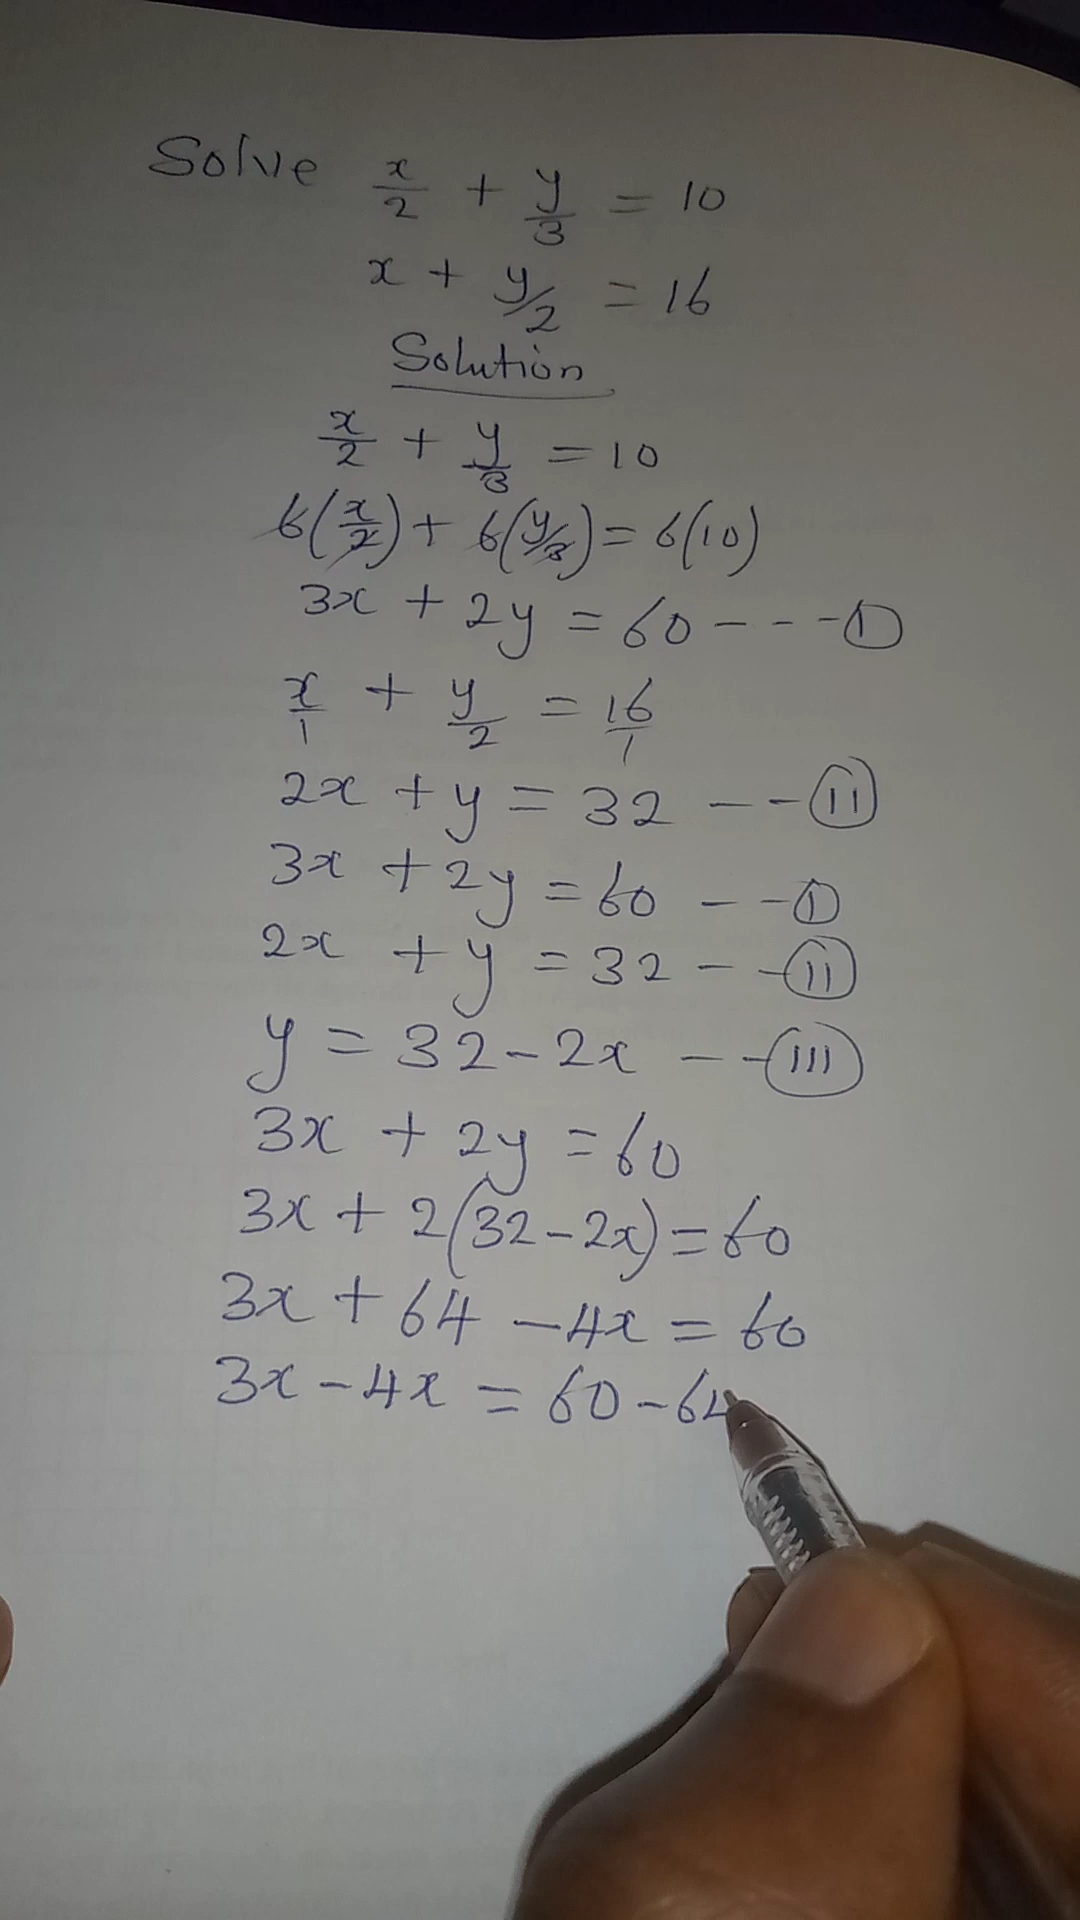 Solve x/2 + y/3 = 10
x + y/2 = 16
Solution
x/2 + y/3 = 10
6(x/2) + 6(y/3) = 6(10)
3x + 2y = 60 - - - (I)
x/1 + y/2 = 16/1
2x + y = 32 - - (II)
3x + 2y = 60 - - (I)
2x + y = 32 - - (II)
y = 32 - 2x - - (III)
3x + 2y = 60
3x + 2(32 - 2x) = 60
3x + 64 - 4x = 60
3x - 4x = 60 - 64